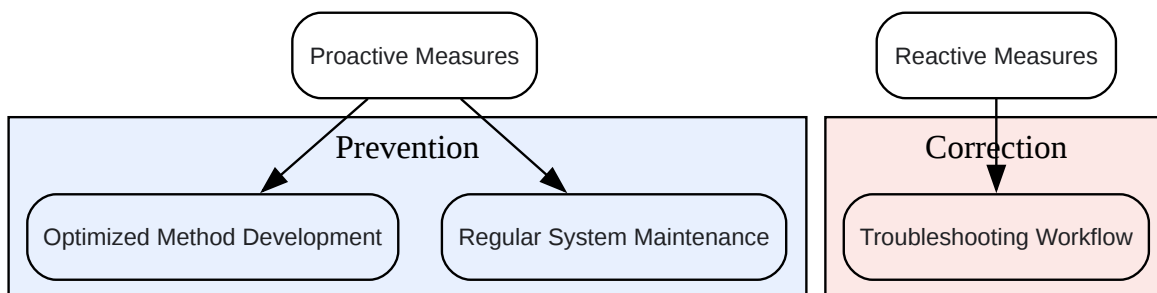 Proactive Measures
Reactive Measures
Prevention
Correction
Optimized Method Development
Regular System Maintenance
Troubleshooting Workflow